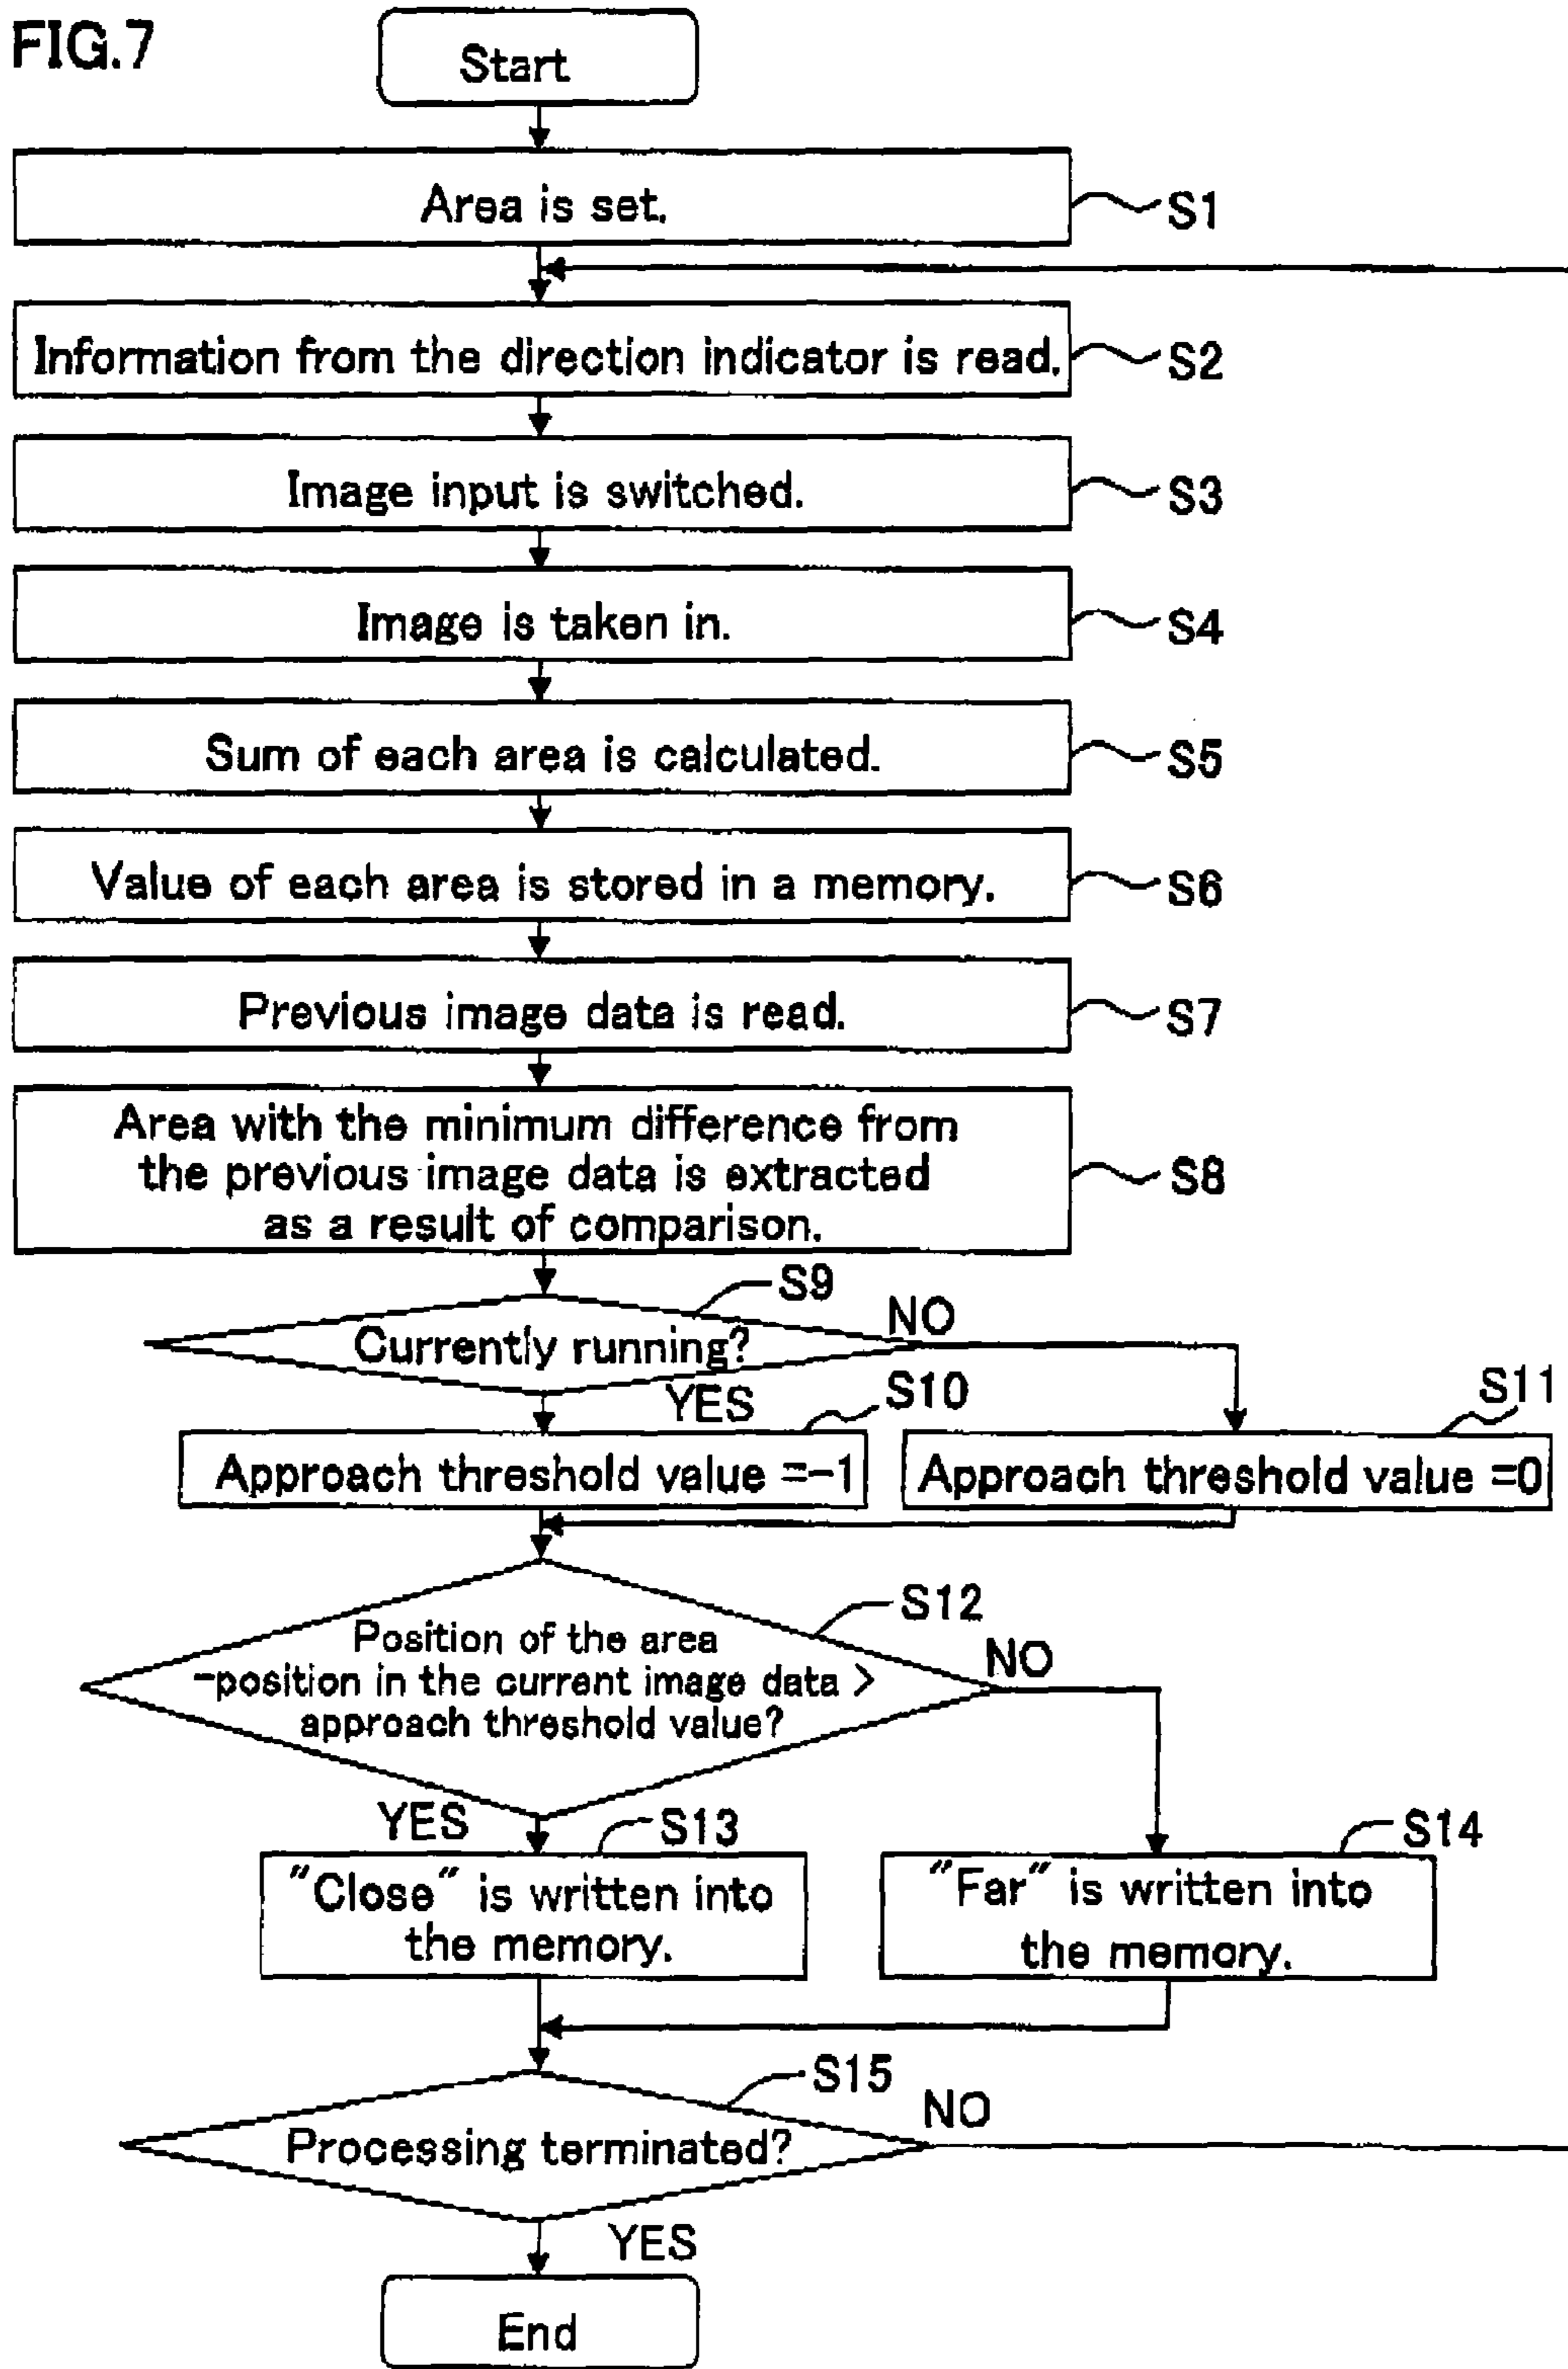 FIG.7
Start
Area is set.
S1
Information from the direction indicator is read.
S2
Image input is switched.
S3
Image is taken in.
S4
Sum of each area is calculated.
S5
Value of each area is stored in a memory.
S6
Previous image data is read.
S7
Area with the minimum difference from
the previous image data is extracted
as a result of comparison.
S8
S9
Currently running?
NO
YES
S10
S11
Approach threshold value =-1
Approach threshold value =0
S12
Position of the area
-position in the current image data >
approach threshold value?
NO
YES
S13
S14
"Close" is written into
the memory.
"Far" is written into
the memory.
S15
Processing terminated?
NO
YES
End